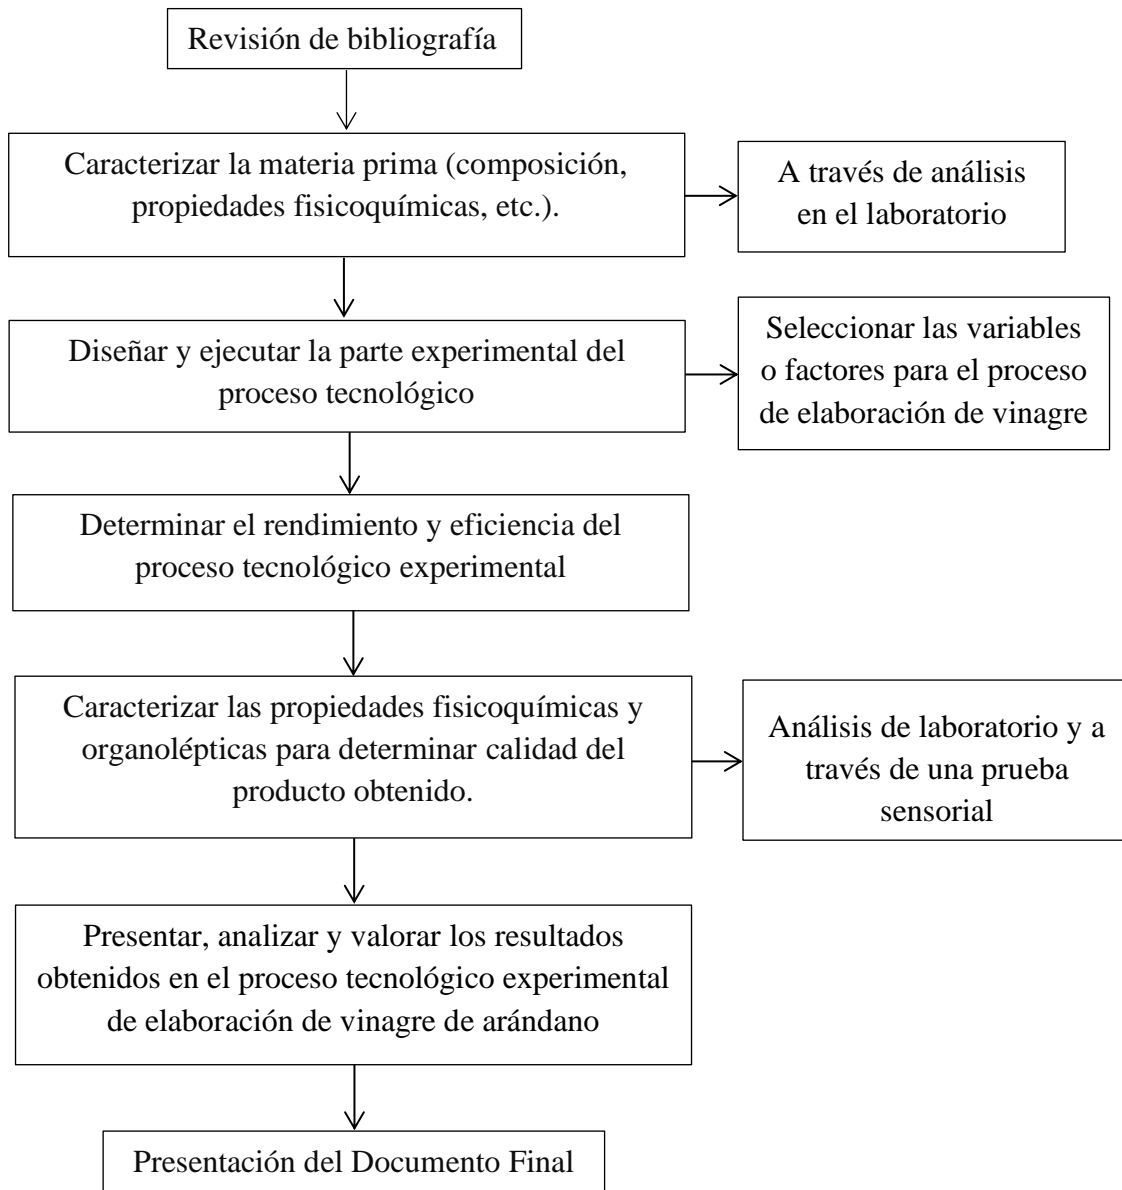 Revisión de bibliografía
Caracterizar la materia prima (composición,
propiedades fisicoquímicas, etc.).
A través de análisis
en el laboratorio
Diseñar y ejecutar la parte experimental del
proceso tecnológico
Seleccionar las variables
o factores para el proceso
de elaboración de vinagre
Determinar el rendimiento y eficiencia del
proceso tecnológico experimental
Caracterizar las propiedades fisicoquímicas y
organolépticas para determinar calidad del
producto obtenido.
Análisis de laboratorio y a
través de una prueba
sensorial
Presentar, analizar y valorar los resultados
obtenidos en el proceso tecnológico experimental
de elaboración de vinagre de arándano
Presentación del Documento Final